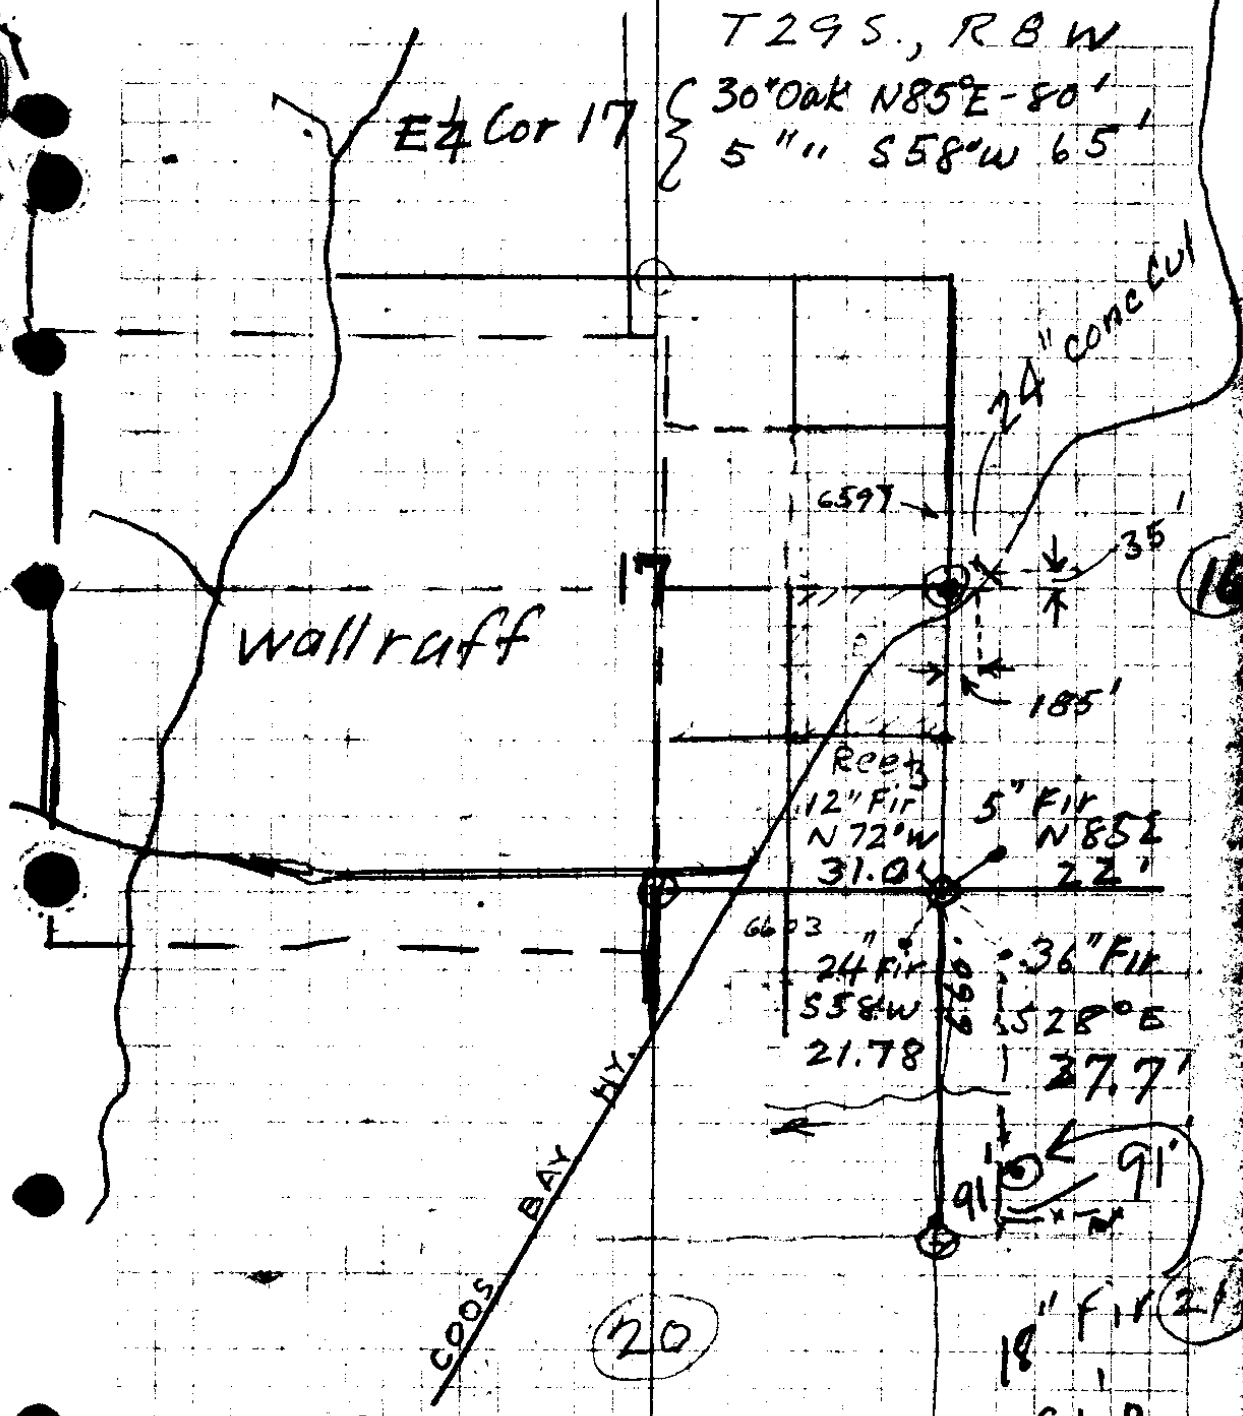 T29S., R8W
E¼ Cor 17
30" Oak N85°E - 80'
5 " " S58°W 65'
24" conc Cul
6597
35'
17
16
wallraff
185'
12" Fir
N72°W
31.0'
5" Fir
N85E
22'
6603
24" Fir
S58W
21.78
660'
36" Fir
S28°E
27.7'
91'
91'
COOS BAY HY.
20
21
18" Fir